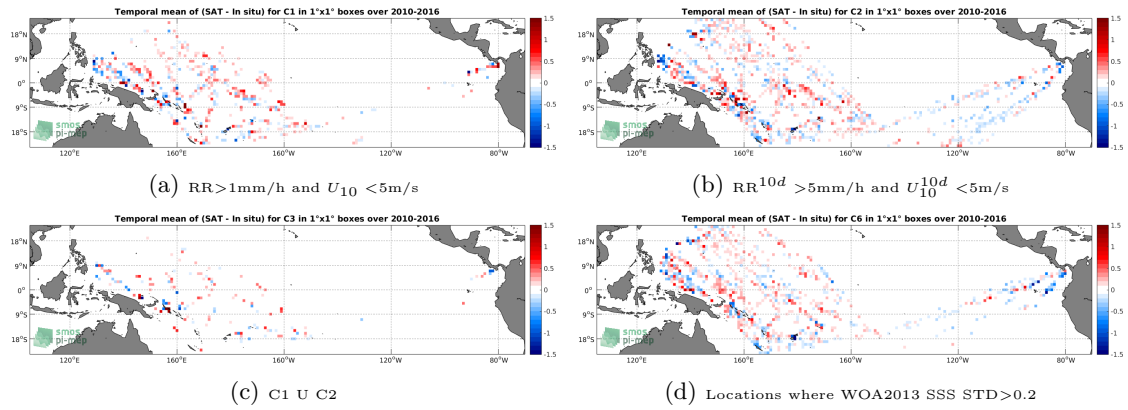 Temporal mean of (SAT - In situ) for C1 in 1°x1° boxes over 2010-2016
18°N
9°N
0°
9°S
18°S
120°E
160°E
160°W
120°W
80°W
1.5
1
0.5
0
-0.5
-1
-1.5
smos
pi-mep
(a) RR>1mm/h and U10 <5m/s
Temporal mean of (SAT - In situ) for C2 in 1°x1° boxes over 2010-2016
18°N
9°N
0°
9°S
18°S
120°E
160°E
160°W
120°W
80°W
1.5
1
0.5
0
-0.5
-1
-1.5
smos
pi-mep
(b) RR^10d >5mm/h and U10^10d <5m/s
Temporal mean of (SAT - In situ) for C3 in 1°x1° boxes over 2010-2016
18°N
9°N
0°
9°S
18°S
120°E
160°E
160°W
120°W
80°W
1.5
1
0.5
0
-0.5
-1
-1.5
smos
pi-mep
(c) C1 U C2
Temporal mean of (SAT - In situ) for C6 in 1°x1° boxes over 2010-2016
18°N
9°N
0°
9°S
18°S
120°E
160°E
160°W
120°W
80°W
1.5
1
0.5
0
-0.5
-1
-1.5
smos
pi-mep
(d) Locations where WOA2013 SSS STD>0.2